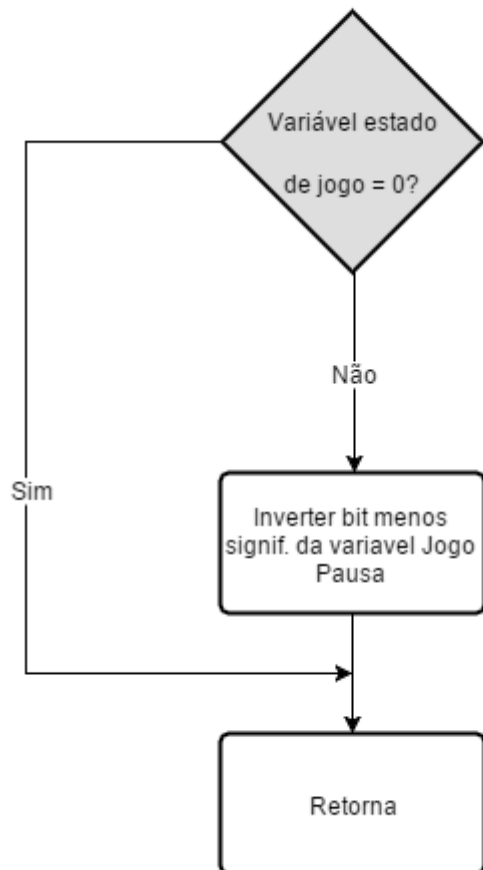 Variável estado
de jogo = 0?
Não
Sim
Inverter bit menos
signif. da variavel Jogo
Pausa
Retorna